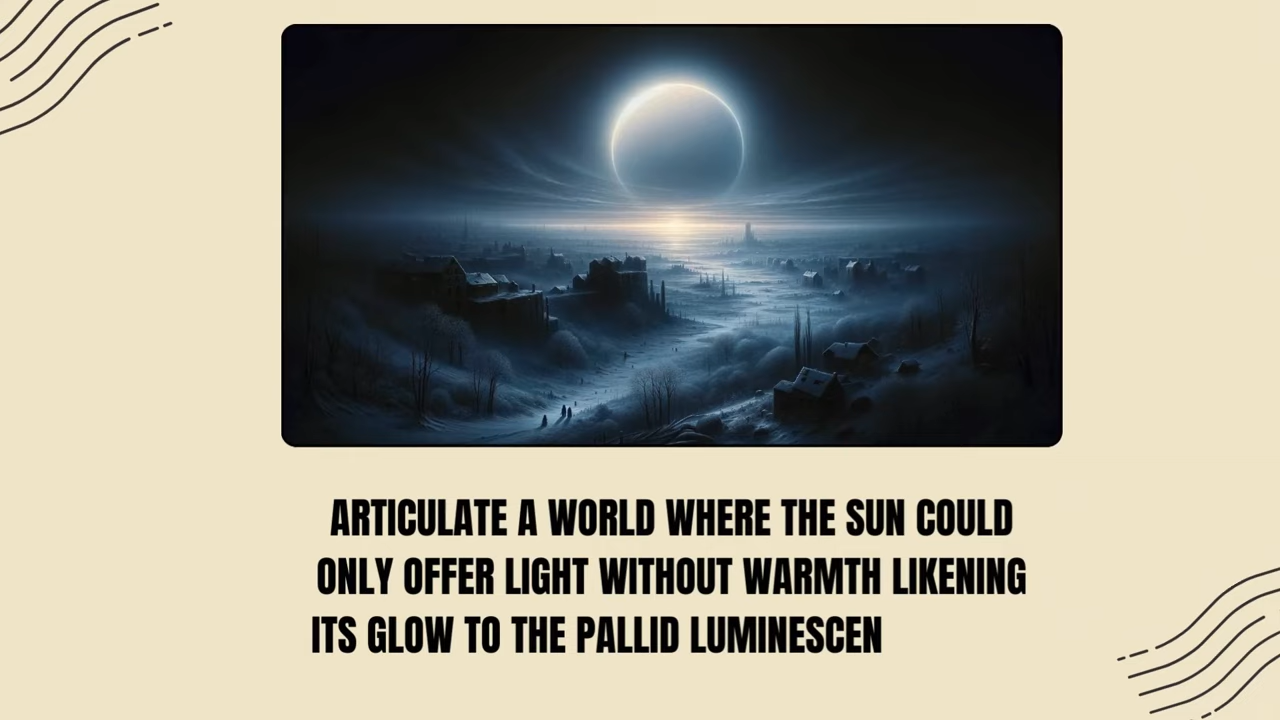 ARTICULATE A WORLD WHERE THE SUN COULD
ONLY OFFER LIGHT WITHOUT WARMTH LIKENING
ITS GLOW TO THE PALLID LUMINESCEN